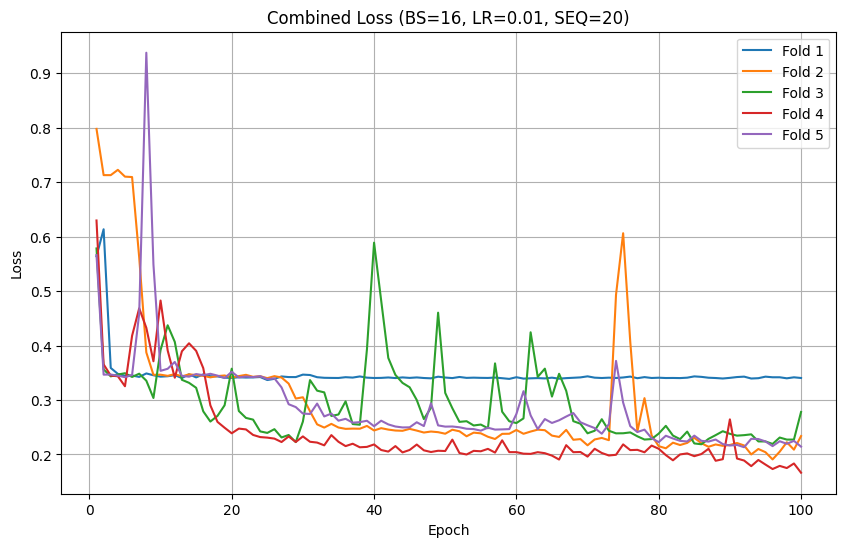 Combined Loss (BS=16, LR=0.01, SEQ=20)
Fold 1
Fold 2
Fold 3
Fold 4
Fold 5
Loss
0.9
0.8
0.7
0.6
0.5
0.4
0.3
0.2
0 20 40 60 80 100
Epoch